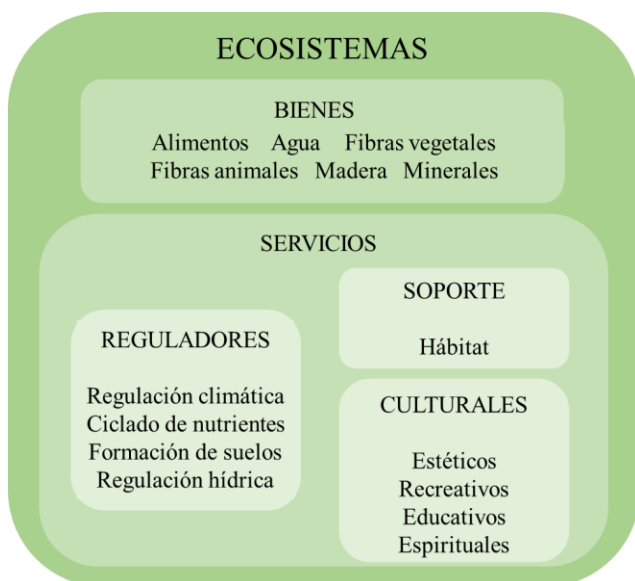 ECOSISTEMAS
BIENES
Alimentos Agua Fibras vegetales
Fibras animales Madera Minerales
SERVICIOS
REGULADORES
Regulación climática
Ciclado de nutrientes
Formación de suelos
Regulación hídrica
SOPORTE
Hábitat
CULTURALES
Estéticos
Recreativos
Educativos
Espirituales